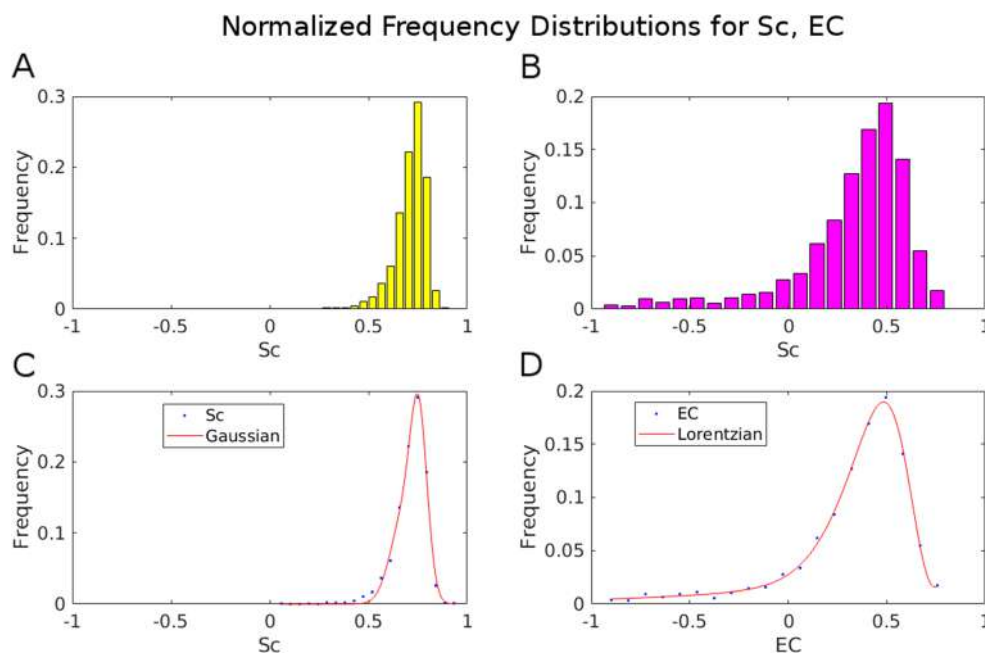 Normalized Frequency Distributions for Sc, EC
A
B
Frequency
0.3
0.2
0.1
0
-1
-0.5
0
0.5
1
Sc
Frequency
0.2
0.15
0.1
0.05
0
-1
-0.5
0
0.5
1
Sc
C
D
Frequency
0.3
0.2
0.1
0
Sc
Gaussian
-1
-0.5
0
0.5
1
Sc
Frequency
0.2
0.15
0.1
0.05
0
EC
Lorentzian
-1
-0.5
0
0.5
1
EC